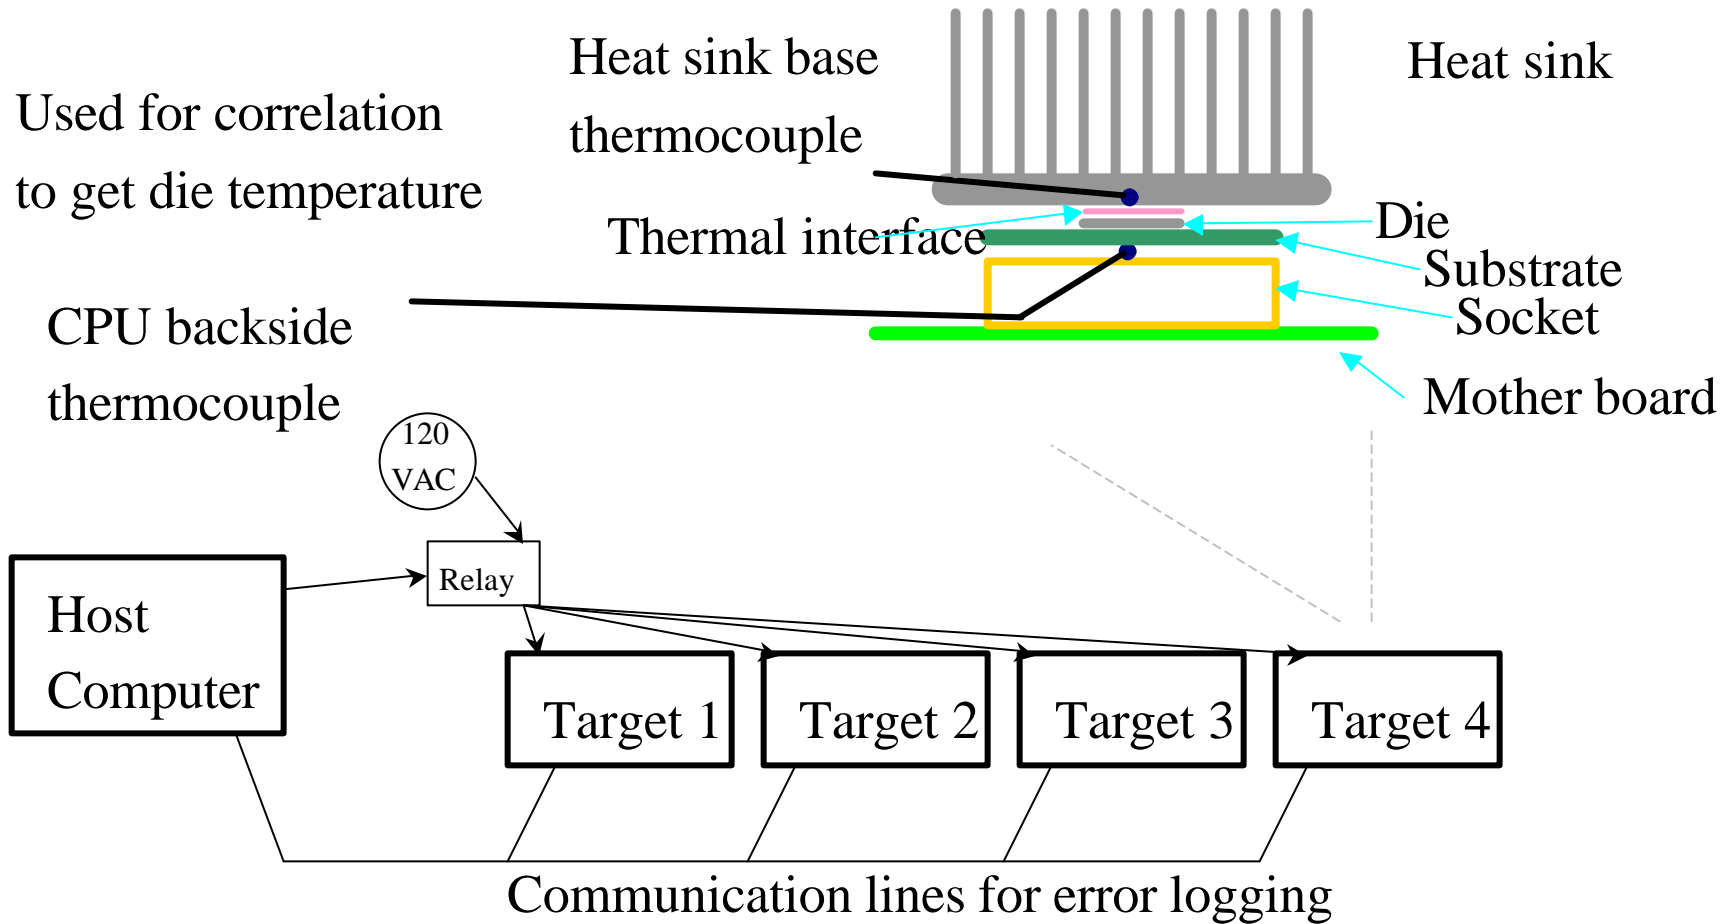 Heat sink base
thermocouple
Heat sink
Used for correlation
to get die temperature
Thermal interface
Die
Substrate
Socket
CPU backside
thermocouple
Mother board
120
VAC
Relay
Host
Computer
Target 1
Target 2
Target 3
Target 4
Communication lines for error logging